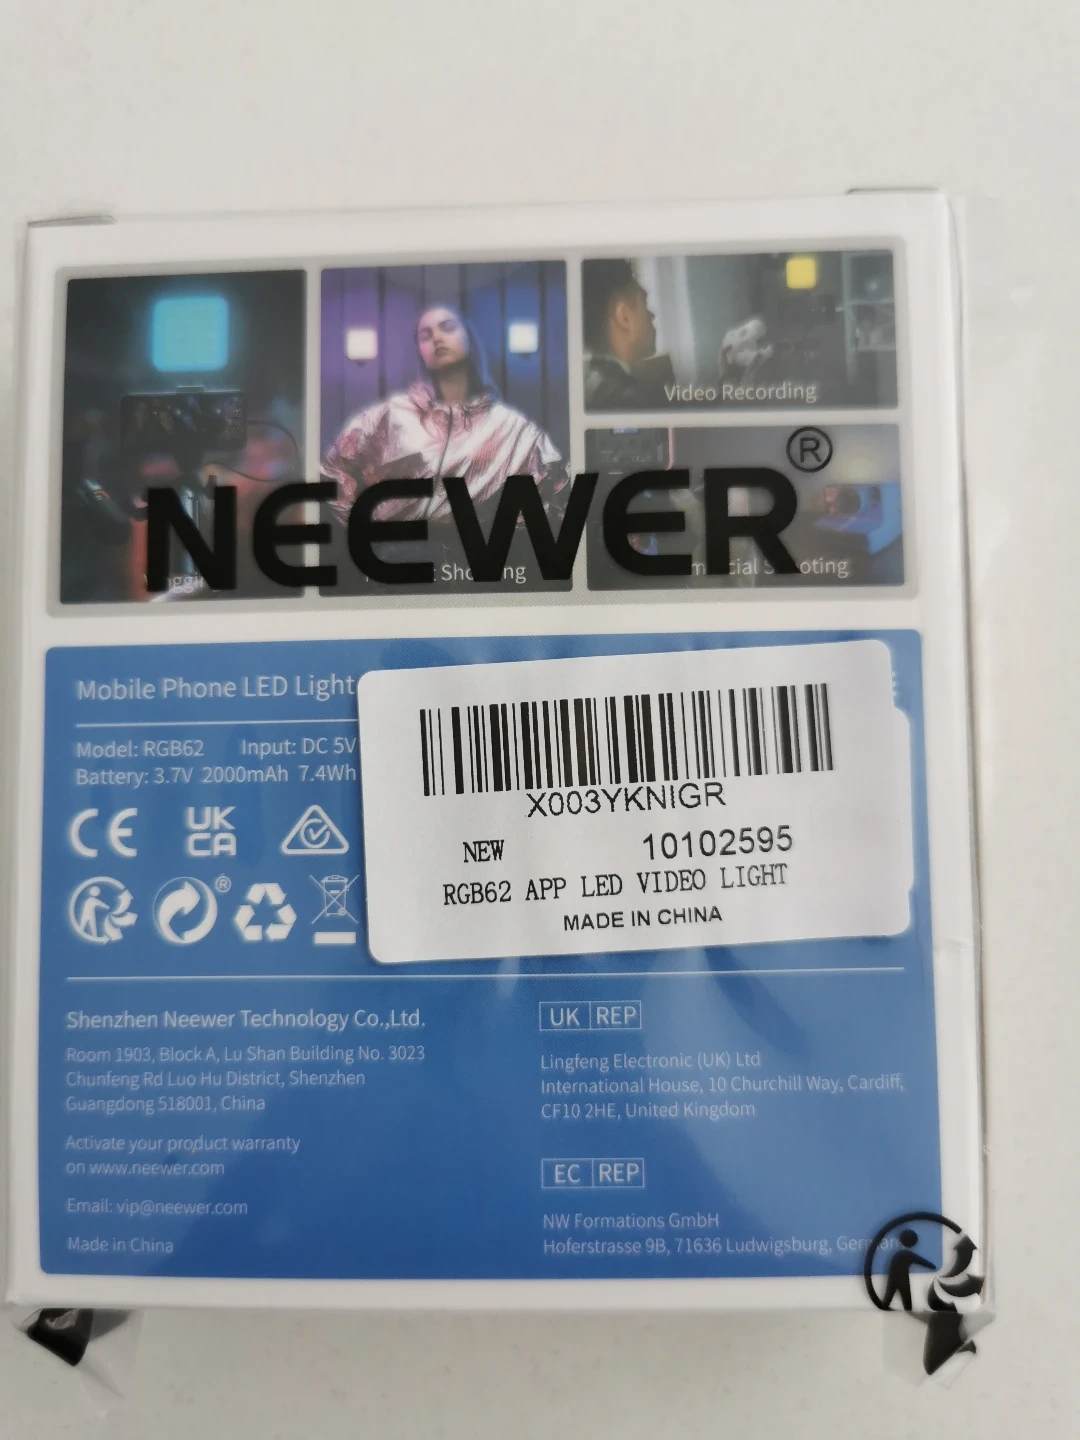 Video Recording
NEEWER®
Shooting
Mobile Phone LED Light
Model: RGB62 Input: DC 5V
Battery: 3.7V 2000mAh 7.4Wh
CE
UK
CA
®
X003YKNIGR
NEW 10102595
RGB62 APP LED VIDEO LIGHT
MADE IN CHINA
Shenzhen Neewer Technology Co.,Ltd.
Room 1903, Block A, Lu Shan Building No. 3023
Chunfeng Rd Luo Hu District, Shenzhen
Guangdong 518001, China
Activate your product warranty
on www.neewer.com
Email: vip@neewer.com
Made in China
UK REP
Lingfeng Electronic (UK) Ltd
International House, 10 Churchill Way, Cardiff,
CF10 2HE, United Kingdom
EC REP
NW Formations GmbH
Hoferstrasse 9B, 71636 Ludwigsburg, Germany